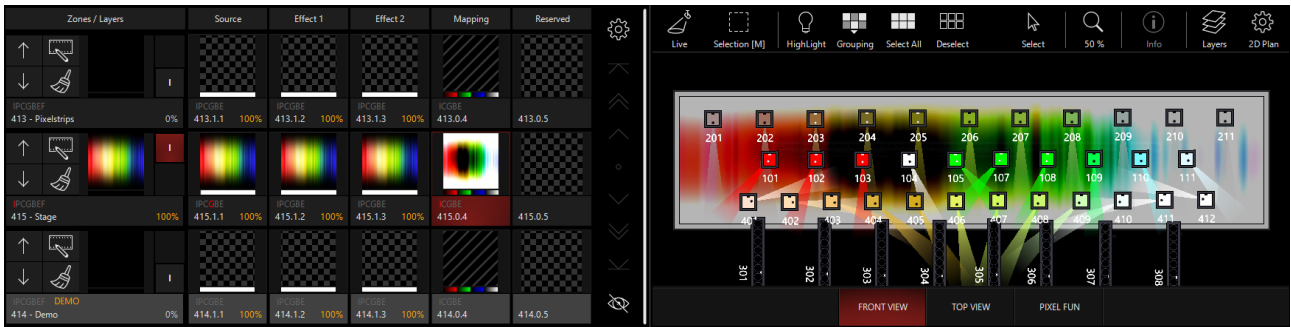 Zones / Layers Source Effect 1 Effect 2 Mapping Reserved
I
IPCGBEF IPCGBE IPCGBE IPCGBE ICGBE
413 - Pixelstrips 0% 413.1.1 100% 413.1.2 100% 413.1.3 100% 413.0.4 413.0.5
I
IPCGBEF IPCGBE IPCGBE IPCGBE ICGBE
415 - Stage 100% 415.1.1 100% 415.1.2 100% 415.1.3 100% 415.0.4 415.0.5
I
IPCGBEF DEMO IPCGBE IPCGBE IPCGBE ICGBE
414 - Demo 0% 414.1.1 100% 414.1.2 100% 414.1.3 100% 414.0.4 414.0.5
Live Selection [M] HighLight Grouping Select All Deselect Select 50 % Info Layers 2D Plan
201 202 203 204 205 206 207 208 209 210 211
101 102 103 104 105 107 108 109 110 111
401 402 403 404 405 406 407 408 409 410 411 412
301 302 303 304 305 306 307 308
FRONT VIEW TOP VIEW PIXEL FUN